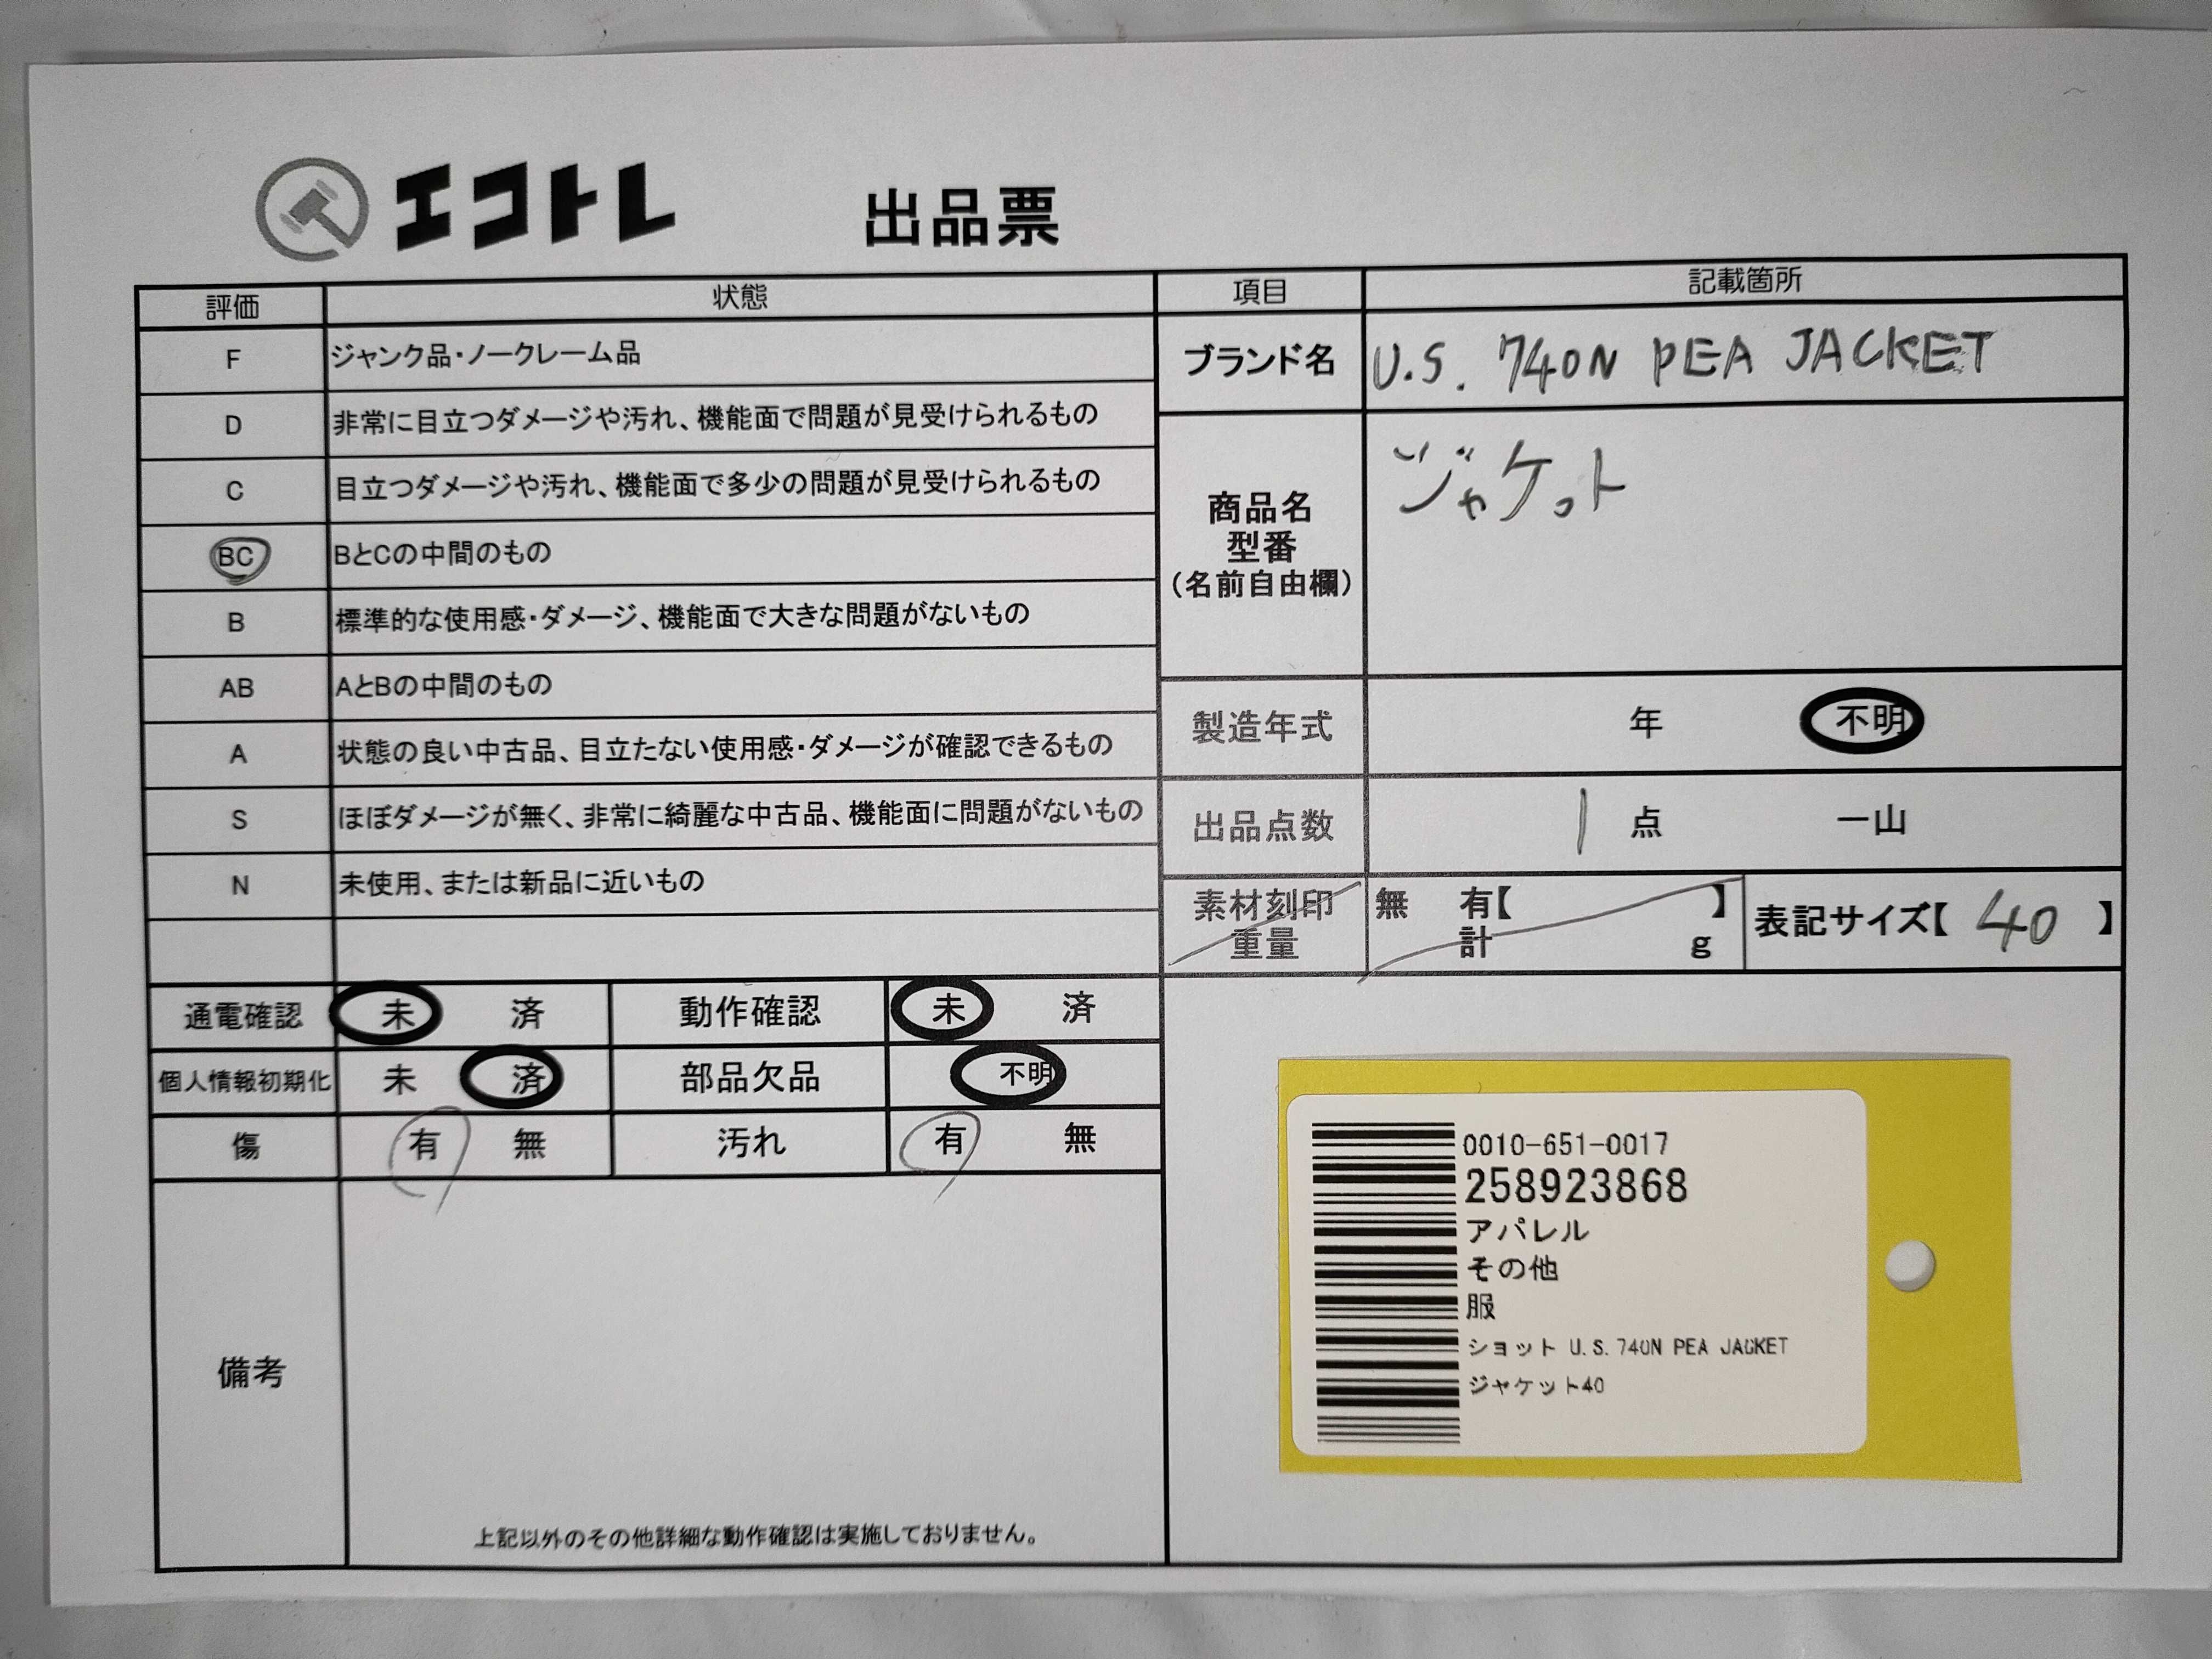 エコトレ 出品票
評価 状態
F ジャンク品・ノークレーム品
D 非常に目立つダメージや汚れ、機能面で問題が見受けられるもの
C 目立つダメージや汚れ、機能面で多少の問題が見受けられるもの
BC BとCの中間のもの
B 標準的な使用感・ダメージ、機能面で大きな問題がないもの
AB AとBの中間のもの
A 状態の良い中古品、目立たない使用感・ダメージが確認できるもの
S ほぼダメージが無く、非常に綺麗な中古品、機能面に問題がないもの
N 未使用、または新品に近いもの
通電確認 未 済 動作確認 未 済
個人情報初期化 未 済 部品欠品 不明
傷 有 無 汚れ 有 無
備考
上記以外のその他詳細な動作確認は実施しておりません。
項目 記載箇所
ブランド名 U.S. 740N PEA JACKET
商品名
型番
(名前自由欄)
ジャケット
製造年式 年 不明
出品点数 1 点 一山
素材刻印 無 有【 】
重量 計 g
表記サイズ【 40 】
0010-651-0017
258923868
アパレル
その他
服
ショット U.S.740N PEA JACKET
ジャケット40